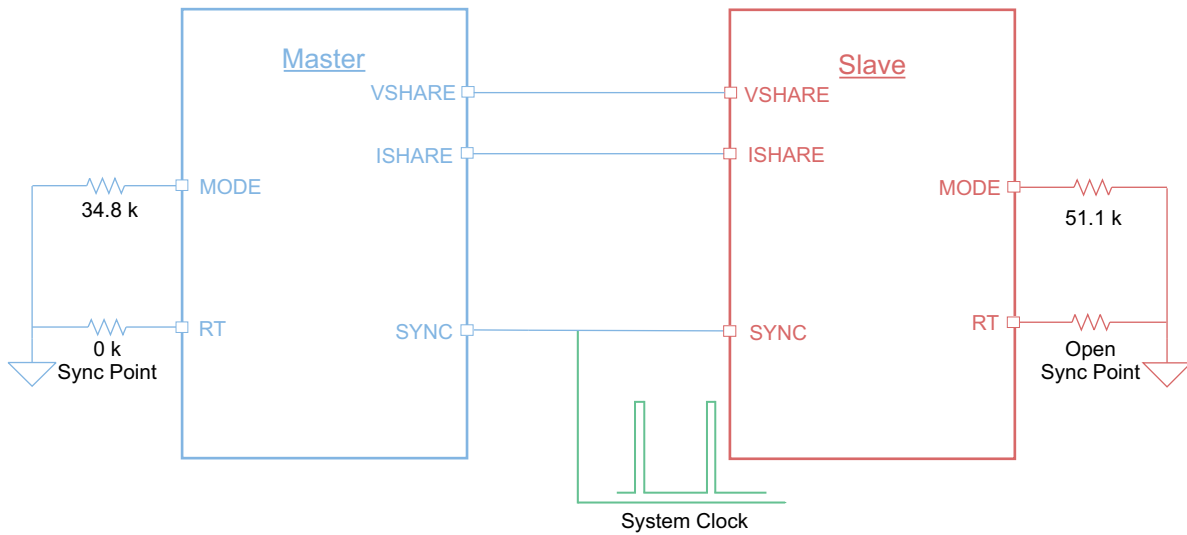 Master
VSHARE
ISHARE
MODE
34.8 k
RT
0 k
Sync Point
SYNC
Slave
VSHARE
ISHARE
MODE
51.1 k
SYNC
RT
Open
Sync Point
System Clock